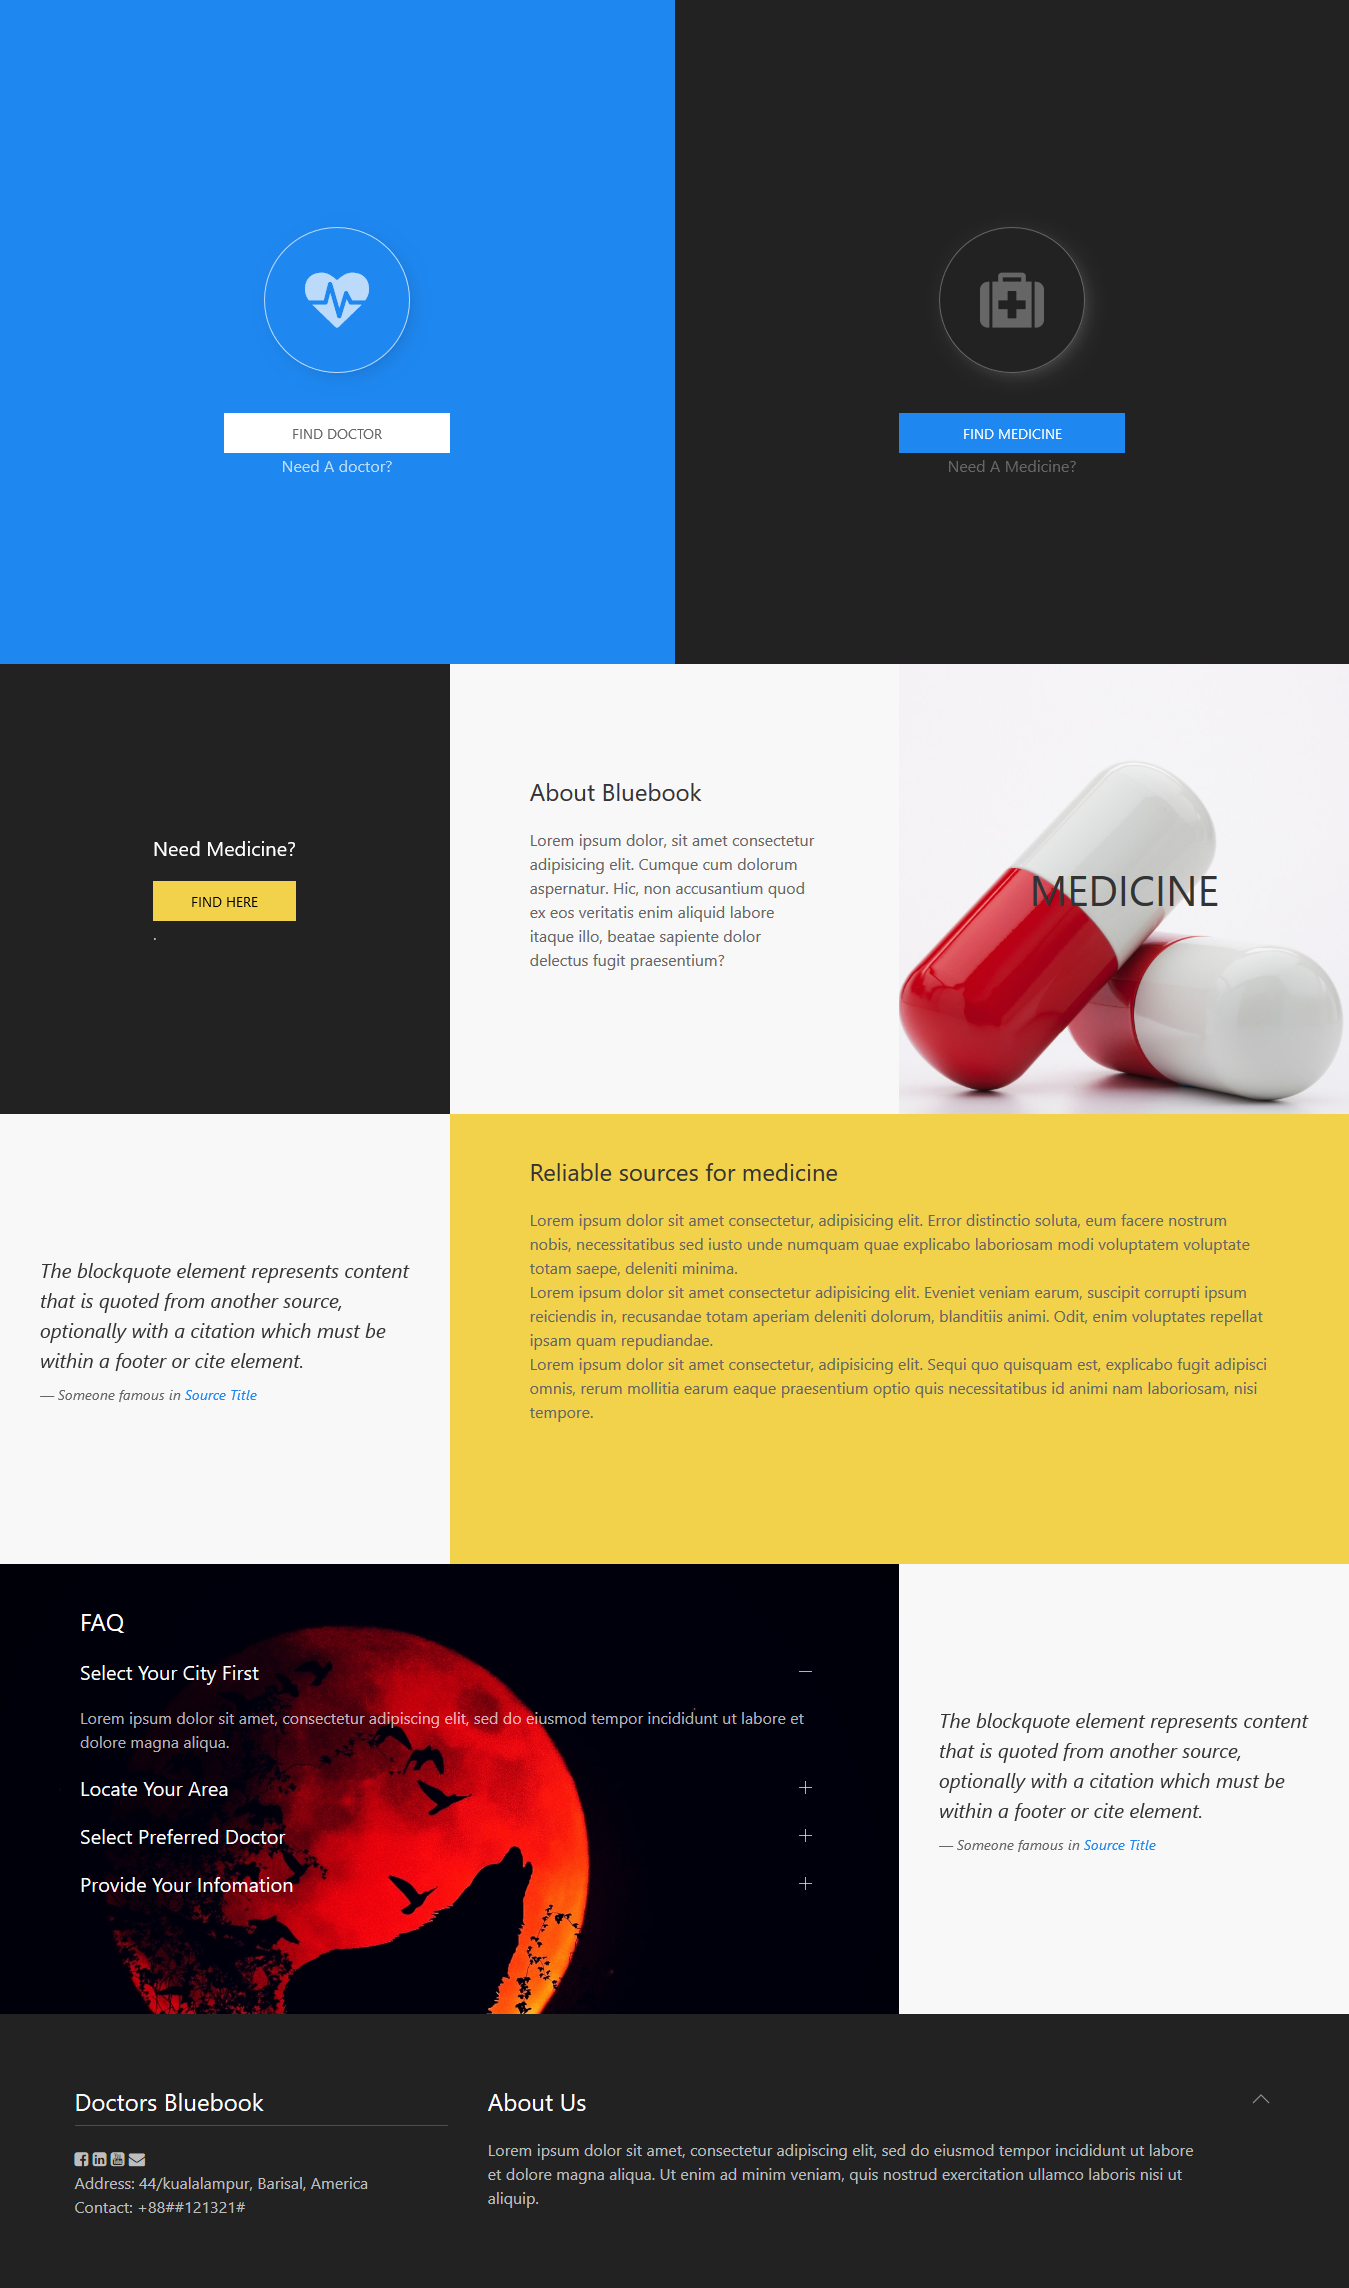 FIND DOCTOR
Need A doctor?
FIND MEDICINE
Need A Medicine?
Need Medicine?
FIND HERE
.
About Bluebook
Lorem ipsum dolor, sit amet consectetur
adipisicing elit. Cumque cum dolorum
aspernatur. Hic, non accusantium quod
ex eos veritatis enim aliquid labore
itaque illo, beatae sapiente dolor
delectus fugit praesentium?
MEDICINE
The blockquote element represents content
that is quoted from another source,
optionally with a citation which must be
within a footer or cite element.
— Someone famous in Source Title
Reliable sources for medicine
Lorem ipsum dolor sit amet consectetur, adipisicing elit. Error distinctio soluta, eum facere nostrum
nobis, necessitatibus sed iusto unde numquam quae explicabo laboriosam modi voluptatem voluptate
totam saepe, deleniti minima.
Lorem ipsum dolor sit amet consectetur adipisicing elit. Eveniet veniam earum, suscipit corrupti ipsum
reiciendis in, recusandae totam aperiam deleniti dolorum, blanditiis animi. Odit, enim voluptates repellat
ipsam quam repudiandae.
Lorem ipsum dolor sit amet consectetur, adipisicing elit. Sequi quo quisquam est, explicabo fugit adipisci
omnis, rerum mollitia earum eaque praesentium optio quis necessitatibus id animi nam laboriosam, nisi
tempore.
FAQ
Select Your City First
Lorem ipsum dolor sit amet, consectetur adipiscing elit, sed do eiusmod tempor incididunt ut labore et
dolore magna aliqua.
Locate Your Area
Select Preferred Doctor
Provide Your Infomation
The blockquote element represents content
that is quoted from another source,
optionally with a citation which must be
within a footer or cite element.
— Someone famous in Source Title
Doctors Bluebook
Address: 44/kualalampur, Barisal, America
Contact: +88##121321#
About Us
Lorem ipsum dolor sit amet, consectetur adipiscing elit, sed do eiusmod tempor incididunt ut labore
et dolore magna aliqua. Ut enim ad minim veniam, quis nostrud exercitation ullamco laboris nisi ut
aliquip.